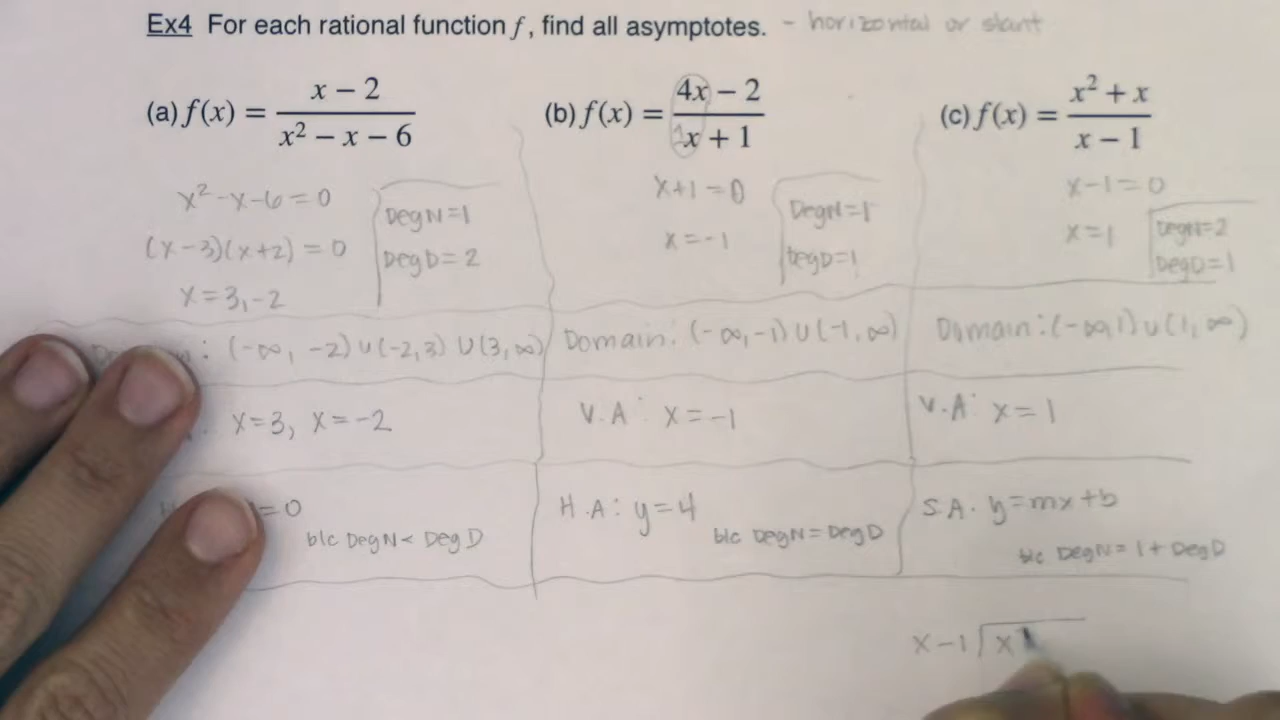 Ex4 For each rational function f, find all asymptotes. - horizontal or slant
(a) f(x) = (x − 2)/(x² − x − 6)
x²-x-6=0
(x-3)(x+2)=0
x=3,-2
DegN=1
DegD=2
: (-∞, -2)∪(-2,3)∪(3,∞)
x=3, x=-2
=0
b/c DegN< DegD
(b) f(x) = (4x − 2)/(1x + 1)
x+1=0
x=-1
DegN=1
DegD=1
Domain: (-∞,-1)∪(-1,∞)
V.A: x=-1
H.A: y=4
b/c DegN=DegD
(c) f(x) = (x² + x)/(x − 1)
x-1=0
x=1
DegN=2
DegD=1
Domain:(-∞,1)∪(1,∞)
V.A: x=1
S.A. y=mx+b
b/c DegN=1+DegD
x-1 x